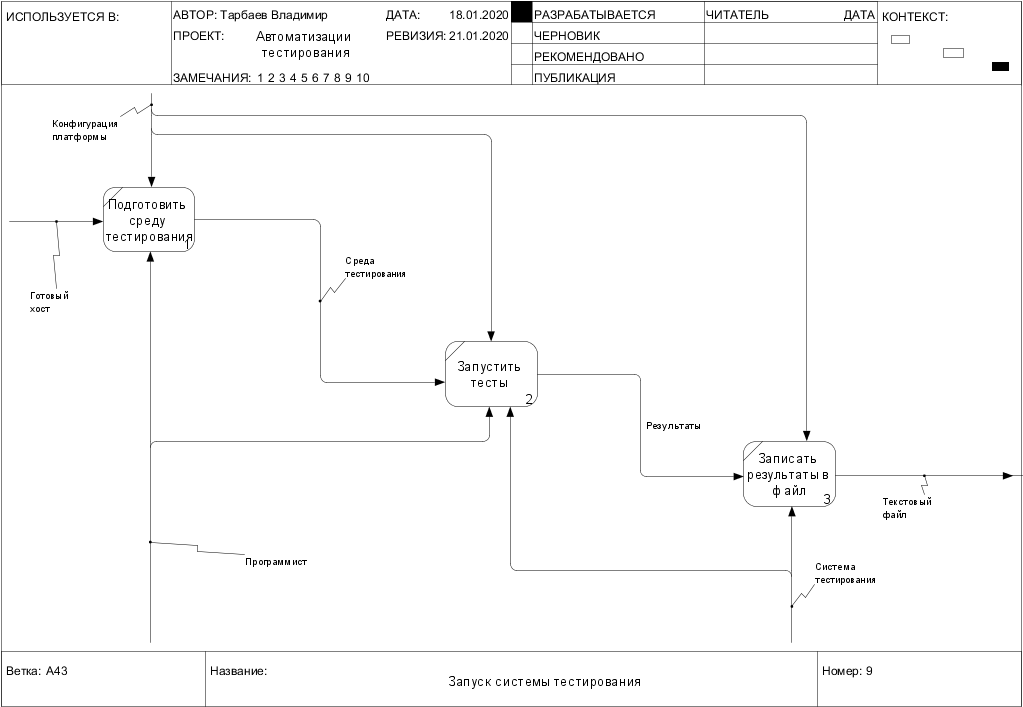 ИСПОЛЬЗУЕТСЯ В:
АВТОР: Тарбаев Владимир
ДАТА: 18.01.2020
РАЗРАБАТЫВАЕТСЯ
ЧИТАТЕЛЬ
ДАТА
КОНТЕКСТ:
ПРОЕКТ: Автоматизации
тестирования
РЕВИЗИЯ: 21.01.2020
ЧЕРНОВИК
РЕКОМЕНДОВАНО
ЗАМЕЧАНИЯ: 1 2 3 4 5 6 7 8 9 10
ПУБЛИКАЦИЯ
Конфигурация
платформы
Подготовить
среду
тестирования
1
Готовый
хост
Среда
тестирования
Запустить
тесты
2
Результаты
Записать
результаты в
файл
3
Текстовый
файл
Программист
Система
тестирования
Ветка: A43
Название:
Запуск системы тестирования
Номер: 9